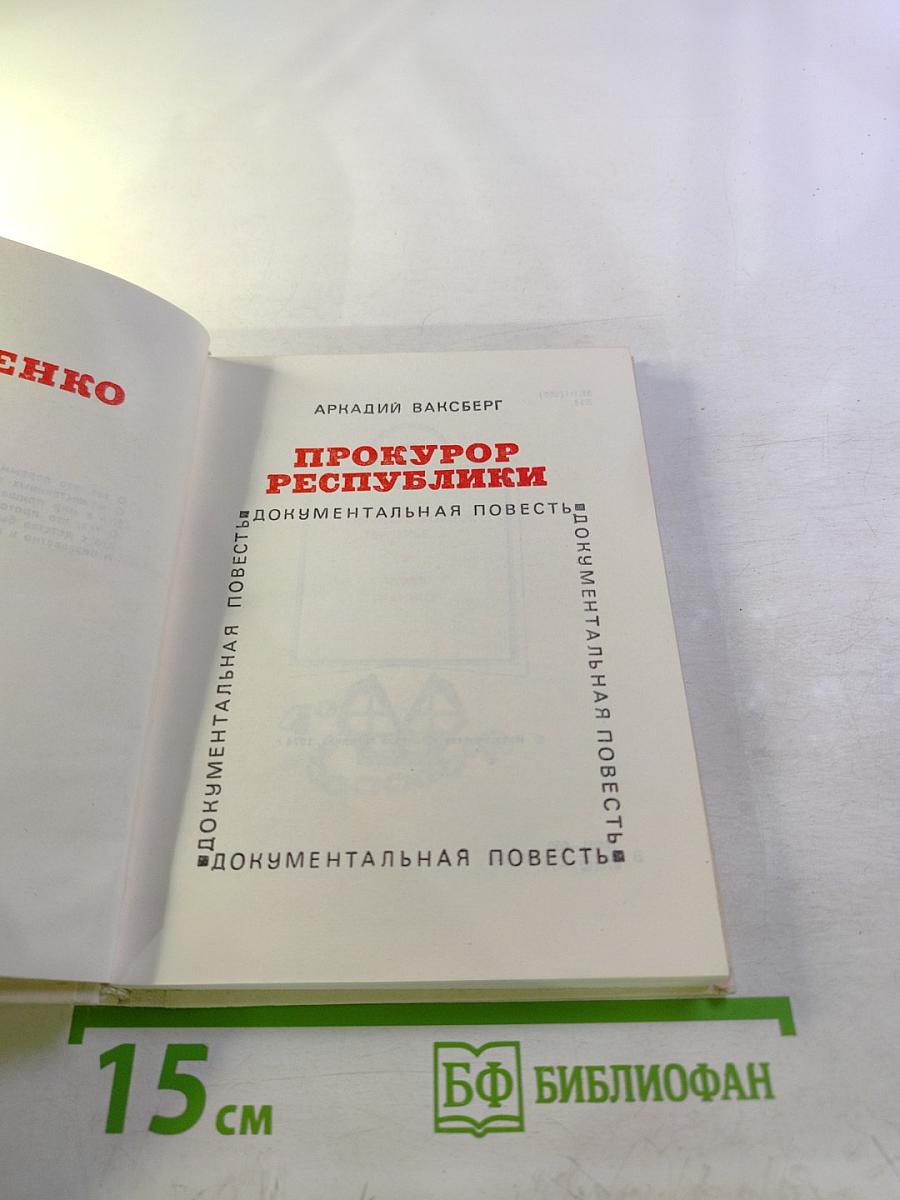 ЕНКО
АРКАДИЙ ВАКСБЕРГ
ПРОКУРОР
РЕСПУБЛИКИ
ДОКУМЕНТАЛЬНАЯ ПОВЕСТЬ
ДОКУМЕНТАЛЬНАЯ ПОВЕСТЬ
ДОКУМЕНТАЛЬНАЯ ПОВЕСТЬ
ДОКУМЕНТАЛЬНАЯ ПОВЕСТЬ
15 см
БФ БИБЛИОФАН